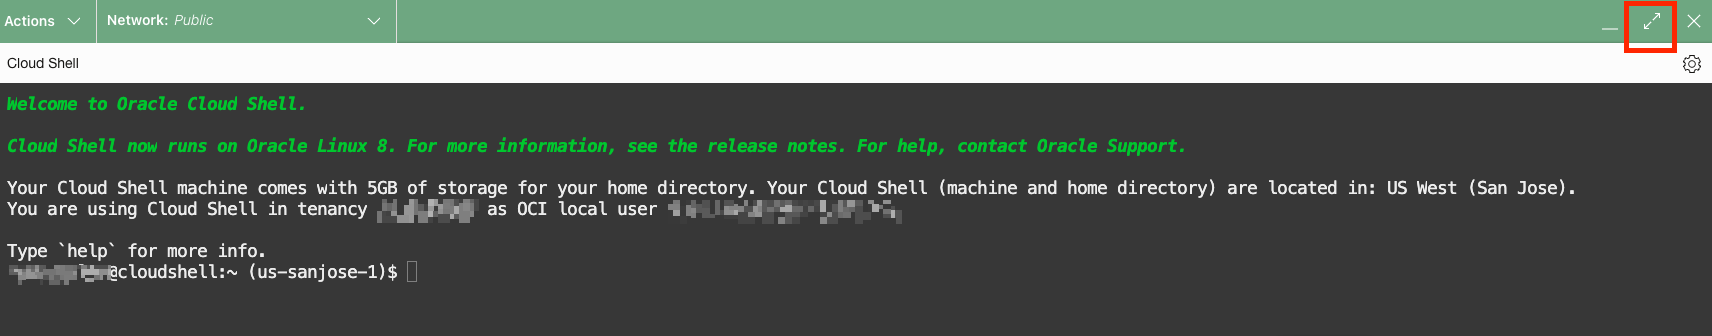 Actions
Network: Public
Cloud Shell
Welcome to Oracle Cloud Shell.
Cloud Shell now runs on Oracle Linux 8. For more information, see the release notes. For help, contact Oracle Support.
Your Cloud Shell machine comes with 5GB of storage for your home directory. Your Cloud Shell (machine and home directory) are located in: US West (San Jose).
You are using Cloud Shell in tenancy as OCI local user
Type `help` for more info.
@cloudshell:~ (us-sanjose-1)$